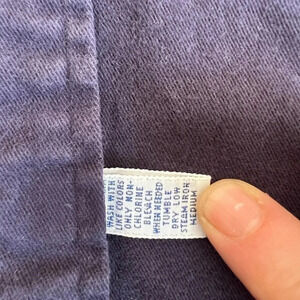 WASH WITH
LIKE COLORS
ONLY NON-
CHLORINE
BLEACH
WHEN NEEDED
TUMBLE
DRY LOW
STEAM IRON
MEDIUM